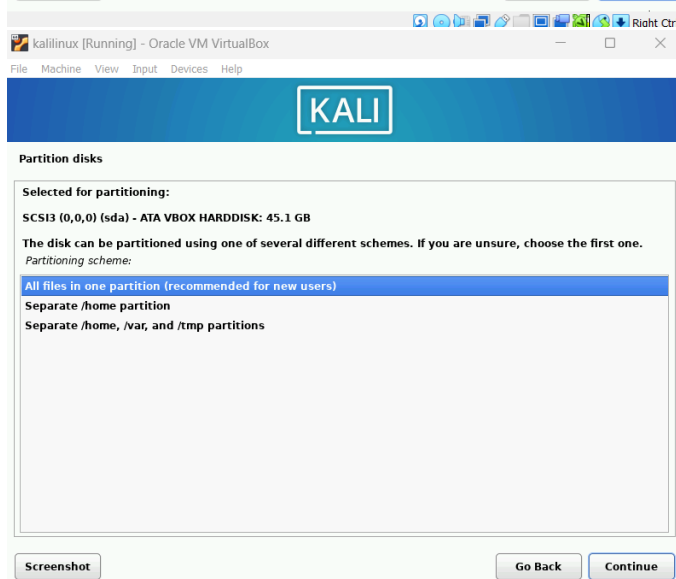 Right Ctr
kalilinux [Running] - Oracle VM VirtualBox
File Machine View Input Devices Help
KALI
Partition disks
Selected for partitioning:
SCSI3 (0,0,0) (sda) - ATA VBOX HARDDISK: 45.1 GB
The disk can be partitioned using one of several different schemes. If you are unsure, choose the first one.
Partitioning scheme:
All files in one partition (recommended for new users)
Separate /home partition
Separate /home, /var, and /tmp partitions
Screenshot Go Back Continue